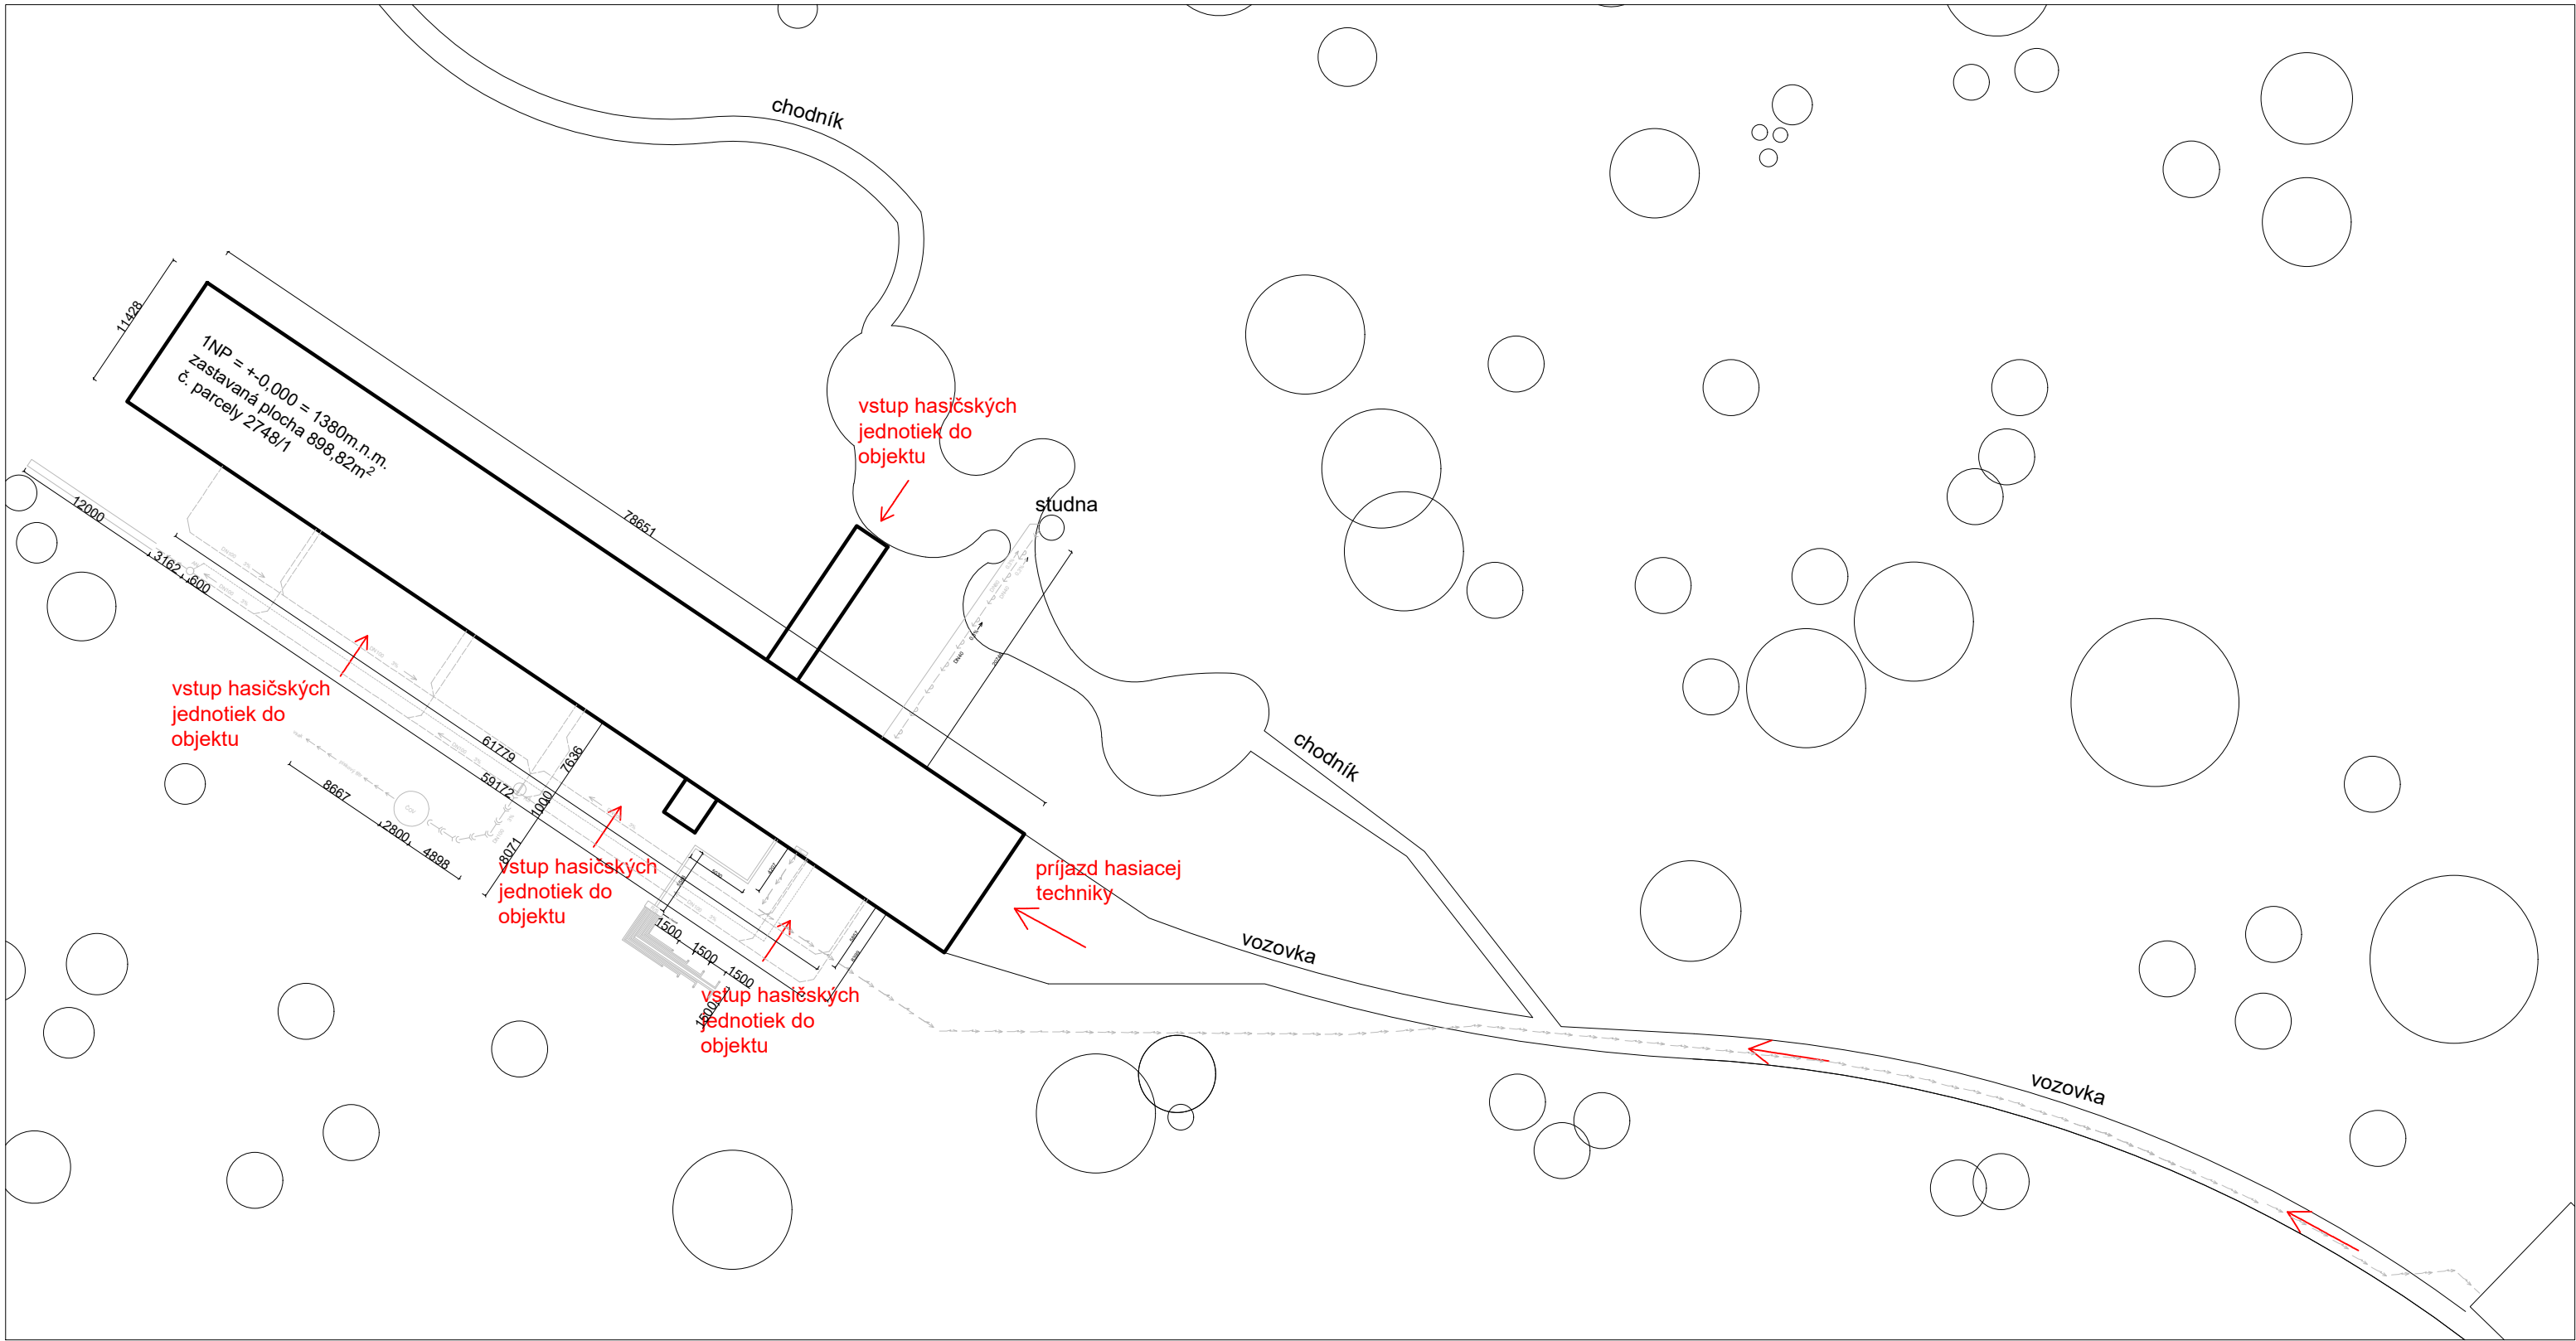 chodník
11428
1NP = +-0,000 = 1380m.n.m.
zastavaná plocha 898,82m²
č. parcely 2748/1
vstup hasičských
jednotiek do
objektu
studna
12000
78651
3162
600
vstup hasičských
jednotiek do
objektu
61779
7636
59172
1000
8667
2800
4898
8071
vstup hasičských
jednotiek do
objektu
príjazd hasiacej
techniky
chodník
vozovka
1500
1500
1500
1500
vstup hasičských
jednotiek do
objektu
vozovka